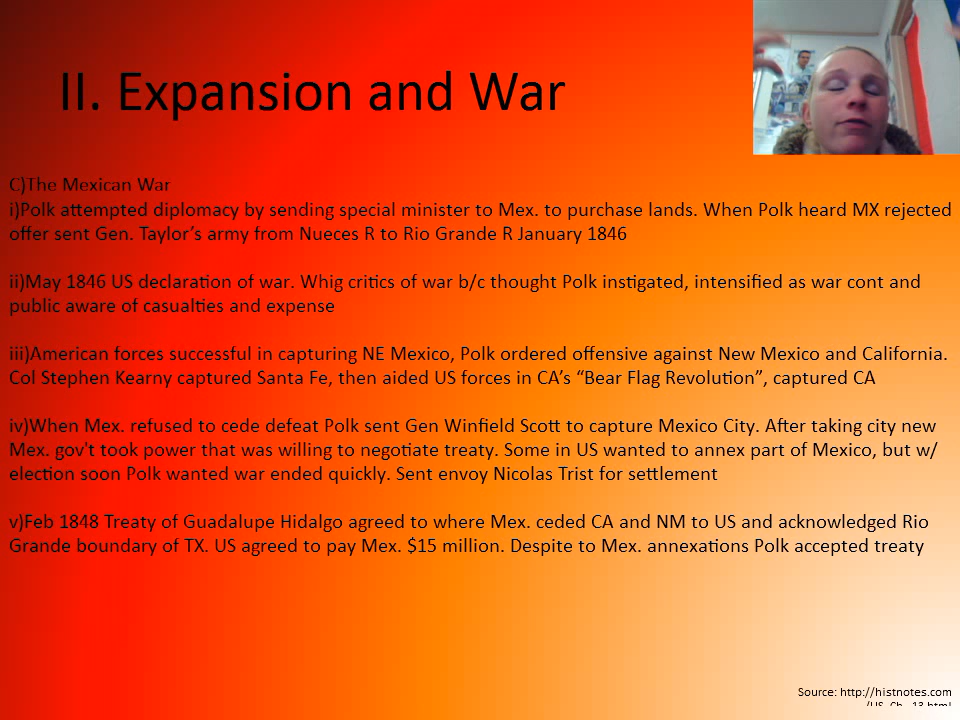 II. Expansion and War
C)The Mexican War
i)Polk attempted diplomacy by sending special minister to Mex. to purchase lands. When Polk heard MX rejected
offer sent Gen. Taylor’s army from Nueces R to Rio Grande R January 1846
ii)May 1846 US declaration of war. Whig critics of war b/c thought Polk instigated, intensified as war cont and
public aware of casualties and expense
iii)American forces successful in capturing NE Mexico, Polk ordered offensive against New Mexico and California.
Col Stephen Kearny captured Santa Fe, then aided US forces in CA’s “Bear Flag Revolution”, captured CA
iv)When Mex. refused to cede defeat Polk sent Gen Winfield Scott to capture Mexico City. After taking city new
Mex. gov't took power that was willing to negotiate treaty. Some in US wanted to annex part of Mexico, but w/
election soon Polk wanted war ended quickly. Sent envoy Nicolas Trist for settlement
v)Feb 1848 Treaty of Guadalupe Hidalgo agreed to where Mex. ceded CA and NM to US and acknowledged Rio
Grande boundary of TX. US agreed to pay Mex. $15 million. Despite to Mex. annexations Polk accepted treaty
Source: http://histnotes.com
/US_Ch._13.html